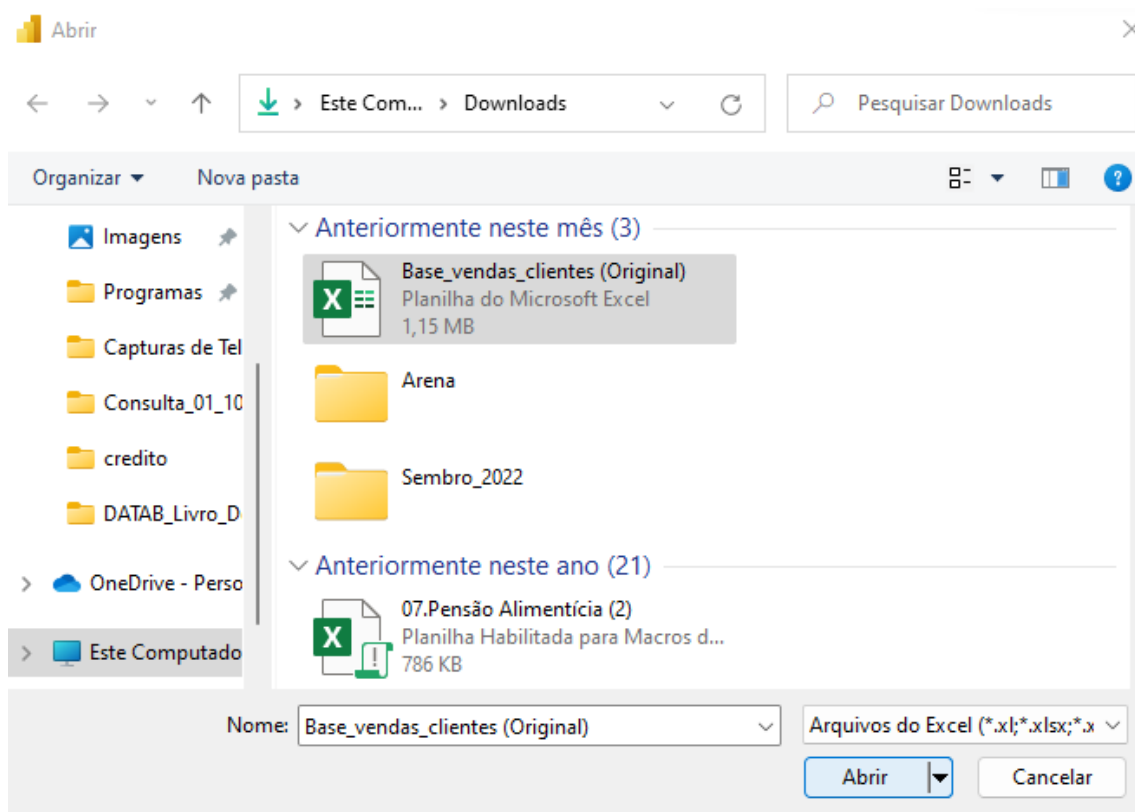 Abrir
Este Com... > Downloads
Pesquisar Downloads
Organizar
Nova pasta
Imagens
Programas
Capturas de Tel
Consulta_01_10
credito
DATAB_Livro_D
OneDrive - Perso
Este Computado
Anteriormente neste mês (3)
Base_vendas_clientes (Original)
Planilha do Microsoft Excel
1,15 MB
Arena
Sembro_2022
Anteriormente neste ano (21)
07.Pensão Alimentícia (2)
Planilha Habilitada para Macros d...
786 KB
Nome: Base_vendas_clientes (Original)
Arquivos do Excel (*.xl;*.xlsx;*.x
Abrir
Cancelar